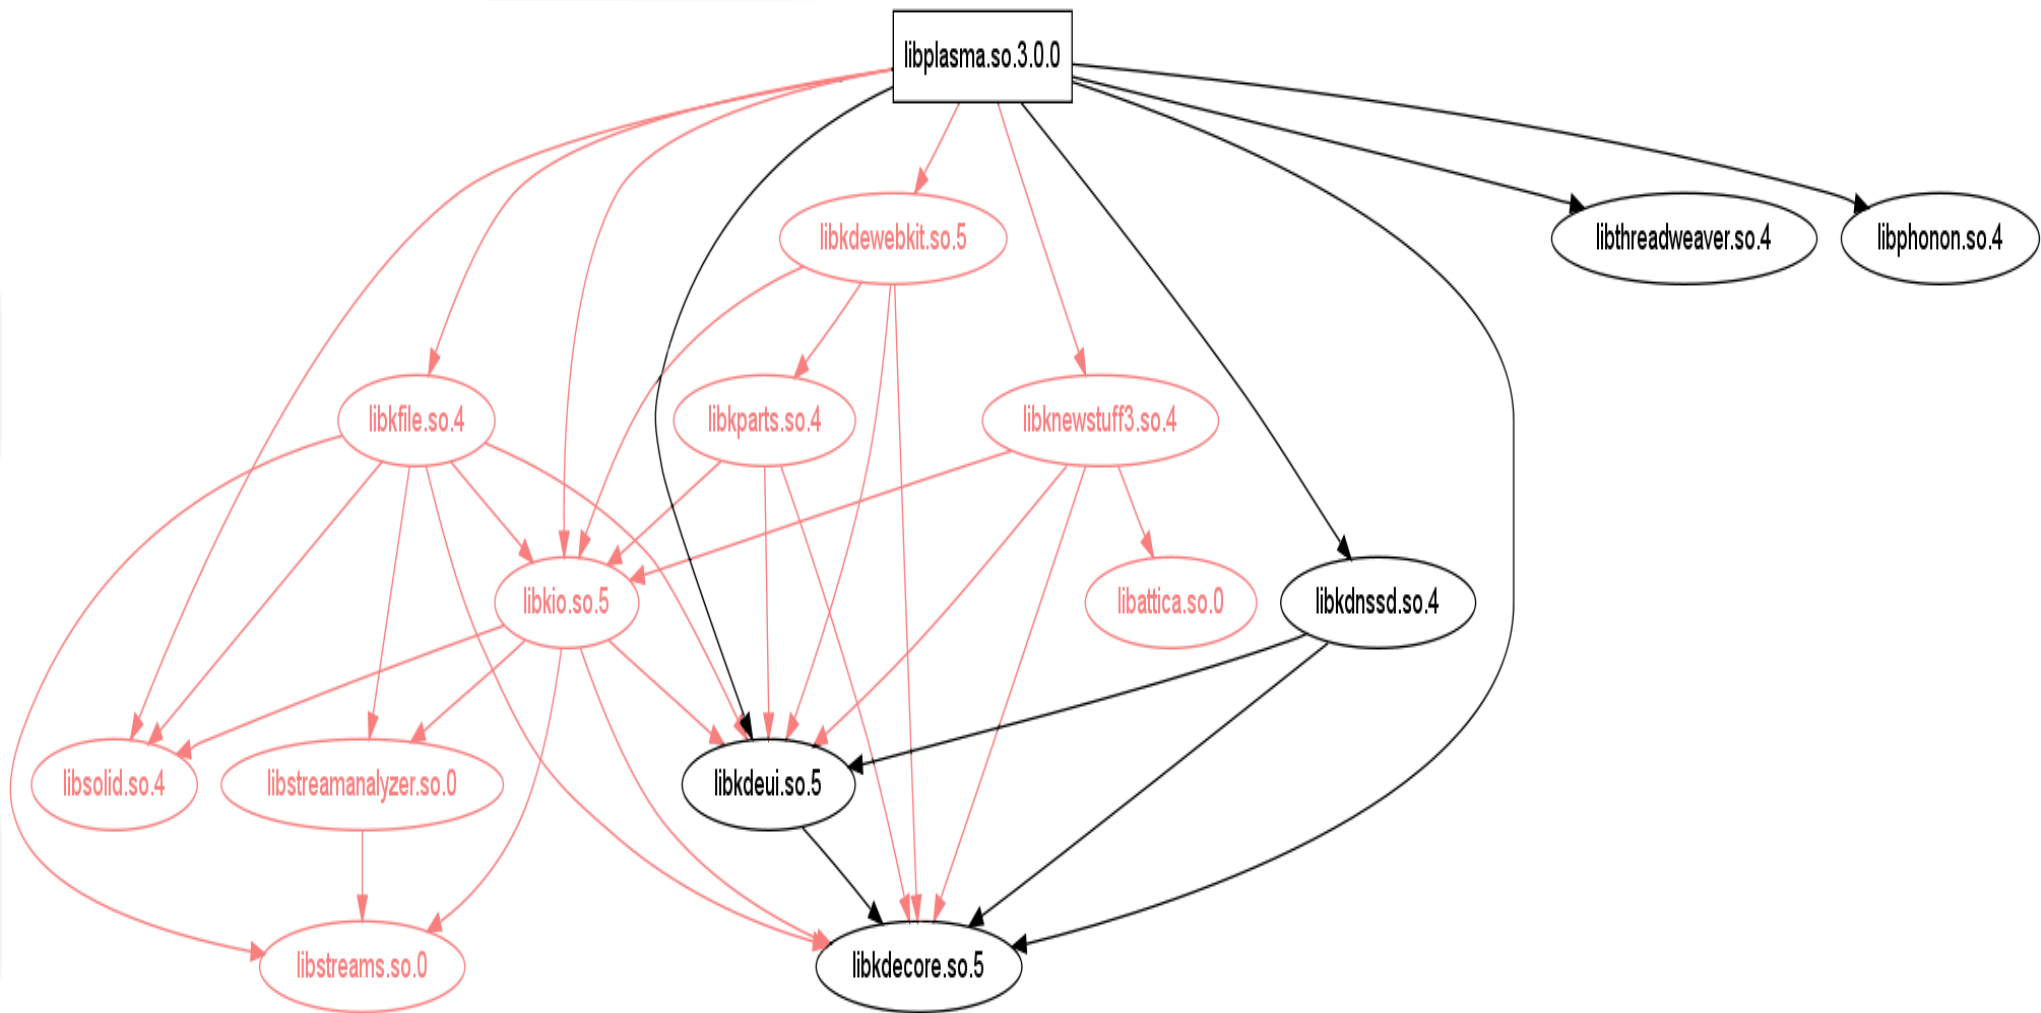 libplasma.so.3.0.0
libkdewebkit.so.5
libthreadweaver.so.4
libphonon.so.4
libkfile.so.4
libkparts.so.4
libknewstuff3.so.4
libkio.so.5
libattica.so.0
libkdnssd.so.4
libsolid.so.4
libstreamanalyzer.so.0
libkdeui.so.5
libstreams.so.0
libkdecore.so.5